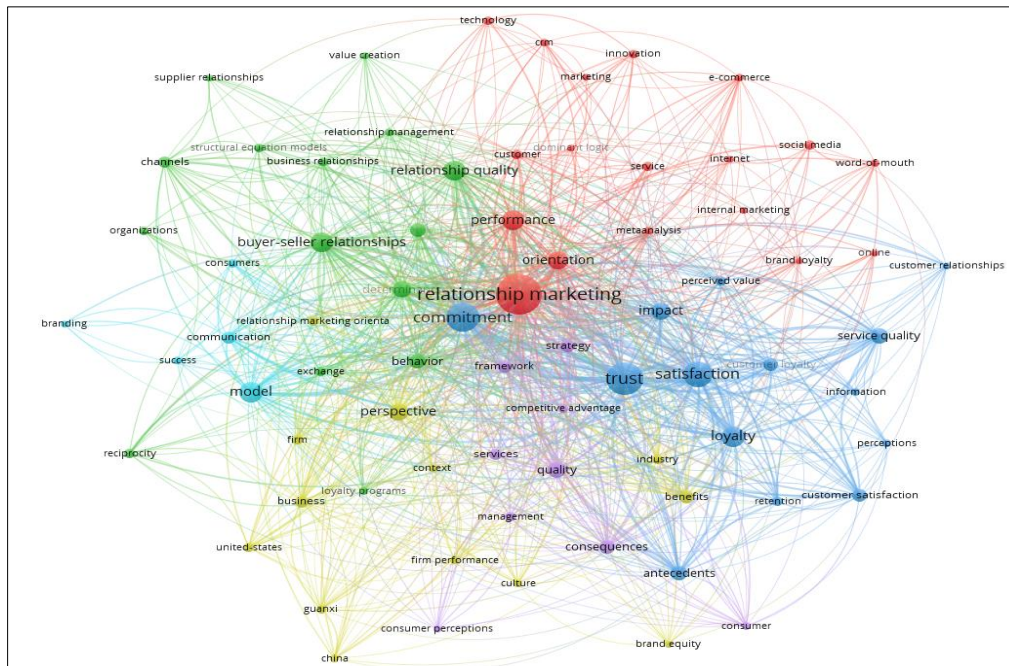 technology
crm
innovation
value creation
marketing
supplier relationships
e-commerce
relationship management
structural equation models
dominant logit
social media
channels
business relationships
customer
internet
word-of-mouth
relationship quality
service
internal marketing
performance
organizations
metaanalysis
buyer-seller relationships
online
consumers
orientation
brand loyalty
customer relationships
perceived value
relationship marketing
branding
relationship marketing orienta
commitment
impact
communication
service quality
strategy
success
behavior
framework
satisfaction
customer loyalty
exchange
trust
model
information
perspective
competitive advantage
firm
loyalty
perceptions
reciprocity
services
industry
context
quality
loyalty programs
business
benefits
retention
customer satisfaction
management
united-states
consequences
firm performance
antecedents
culture
guanxi
consumer perceptions
consumer
brand equity
china